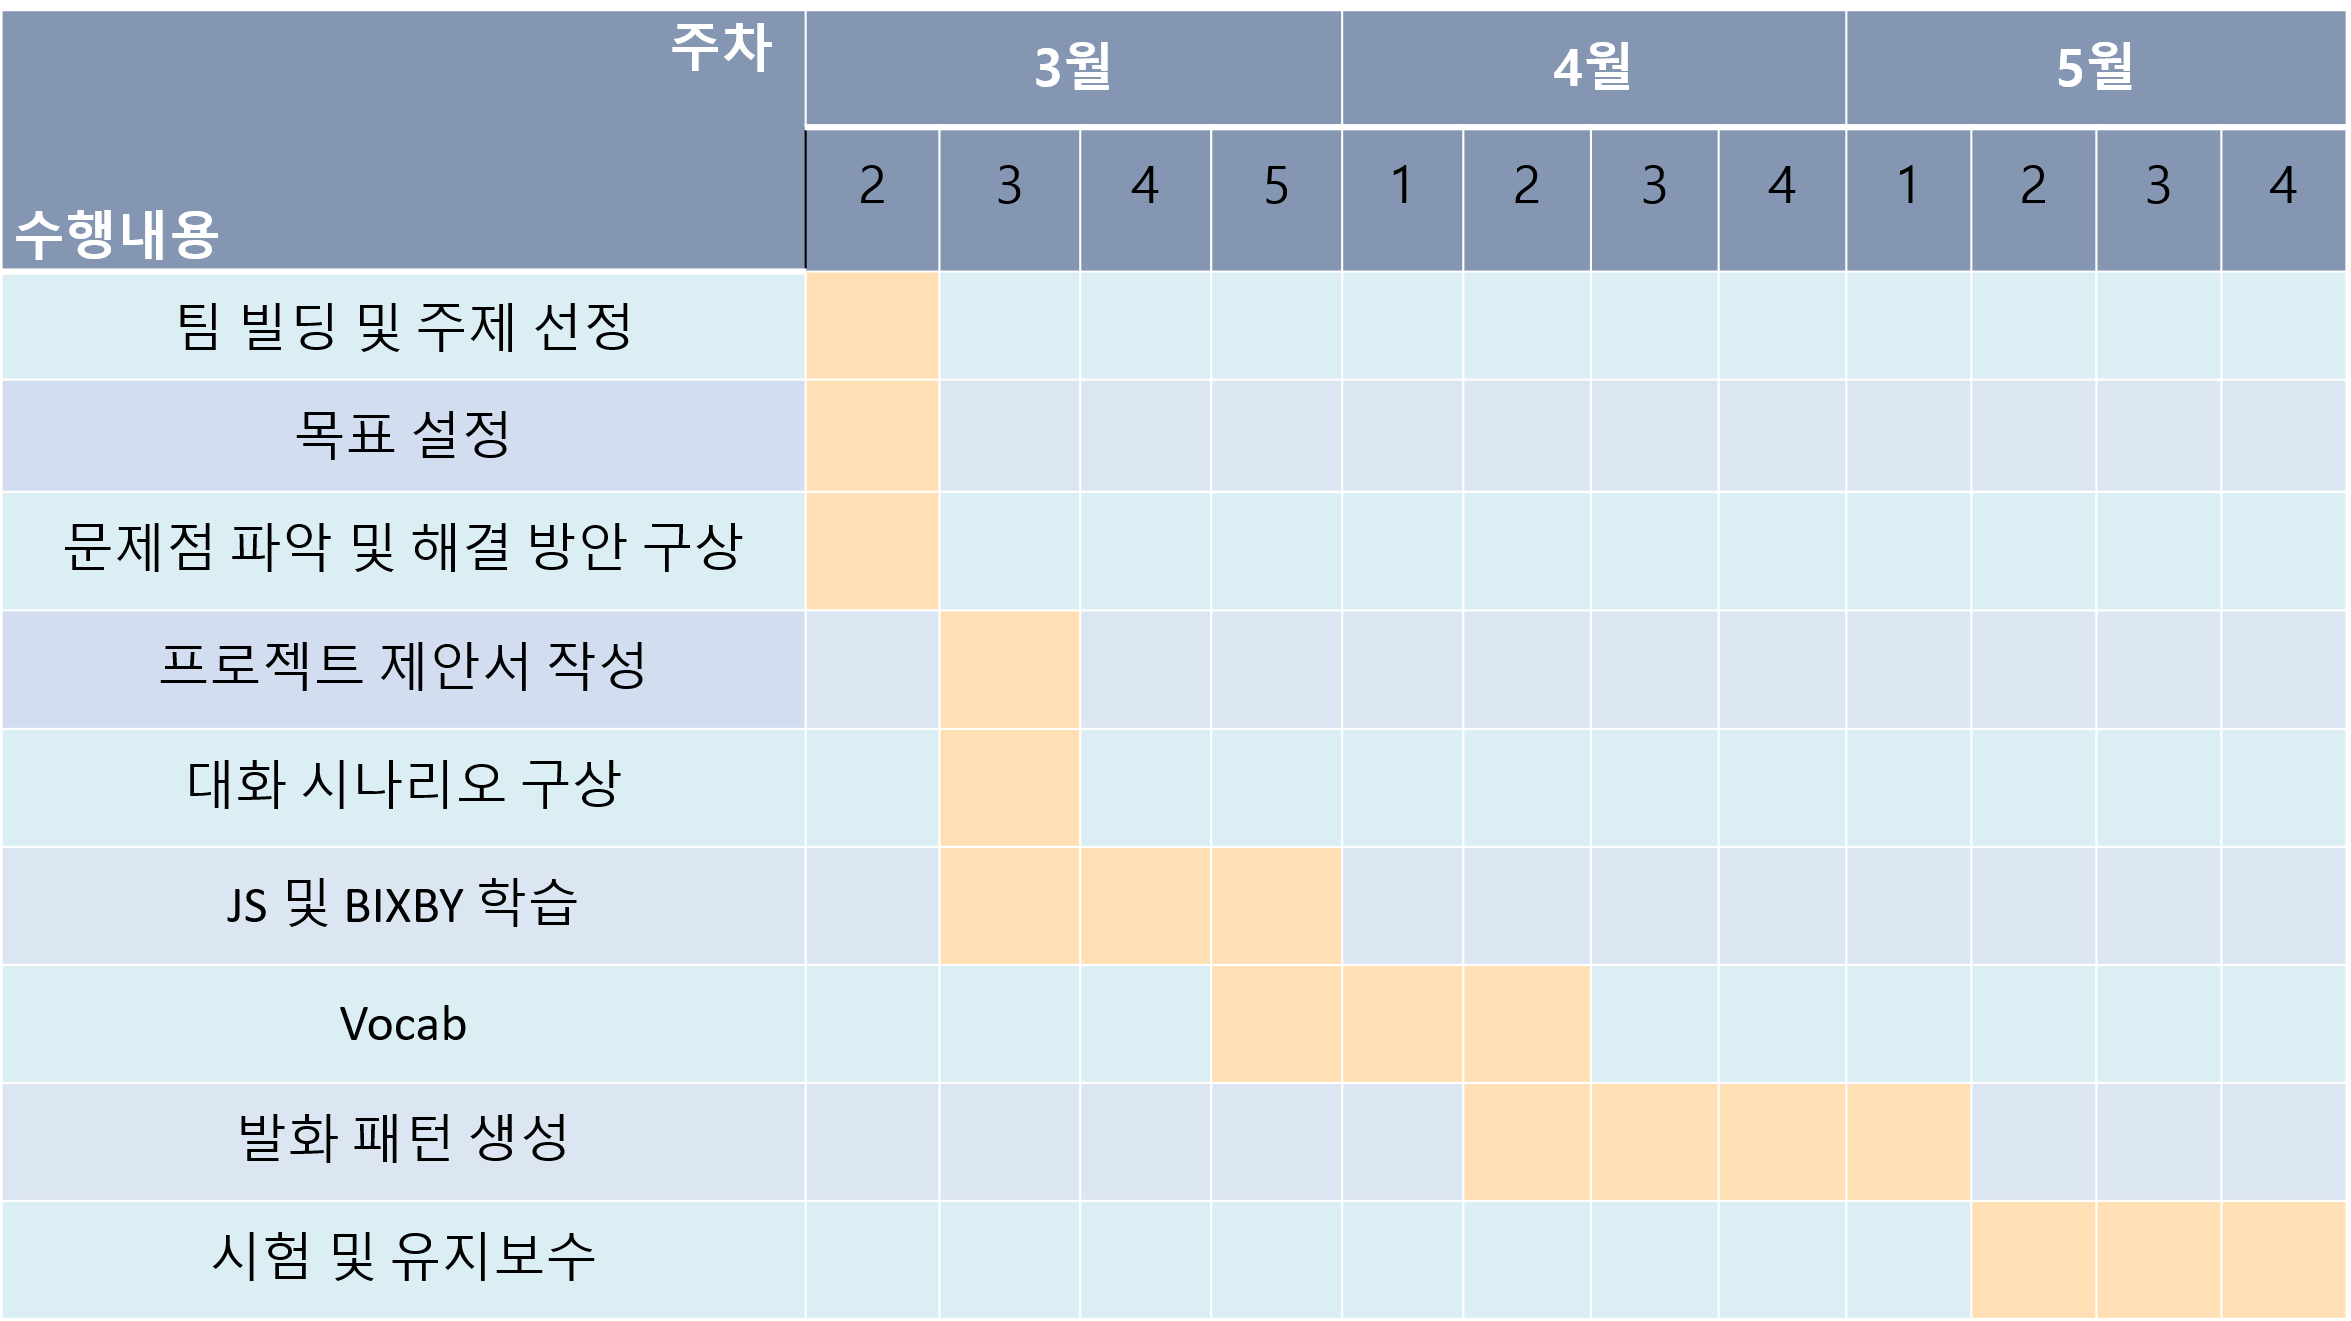 주차
3월 4월 5월
2 3 4 5 1 2 3 4 1 2 3 4
수행내용
팀 빌딩 및 주제 선정
목표 설정
문제점 파악 및 해결 방안 구상
프로젝트 제안서 작성
대화 시나리오 구상
JS 및 BIXBY 학습
Vocab
발화 패턴 생성
시험 및 유지보수